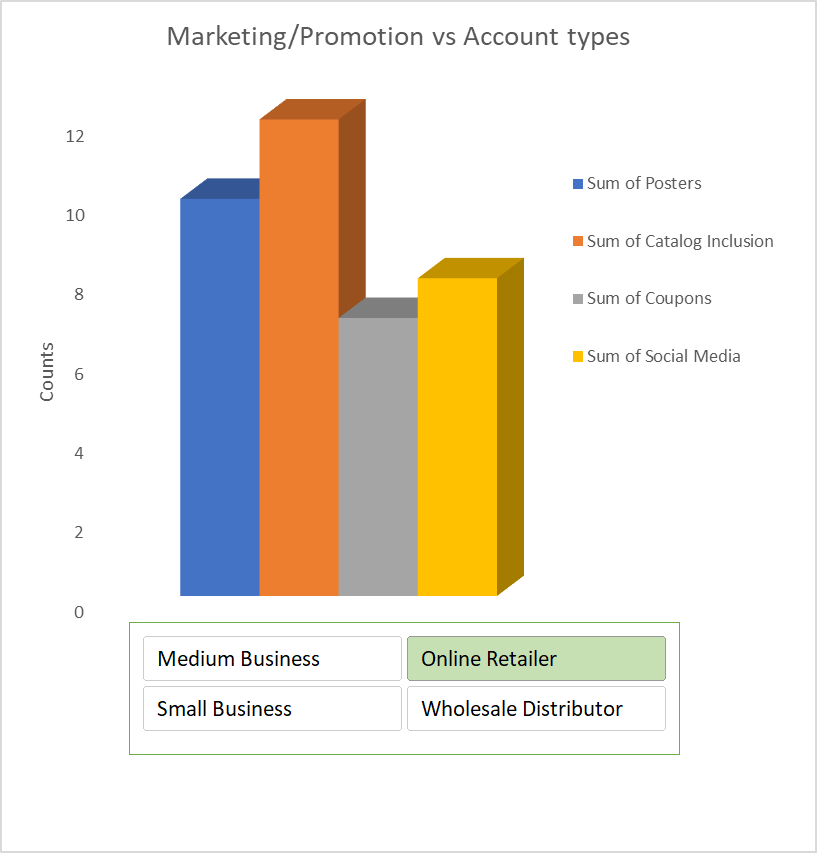 Marketing/Promotion vs Account types
12
10
8
6
4
2
0
Counts
Sum of Posters
Sum of Catalog Inclusion
Sum of Coupons
Sum of Social Media
Medium Business
Online Retailer
Small Business
Wholesale Distributor